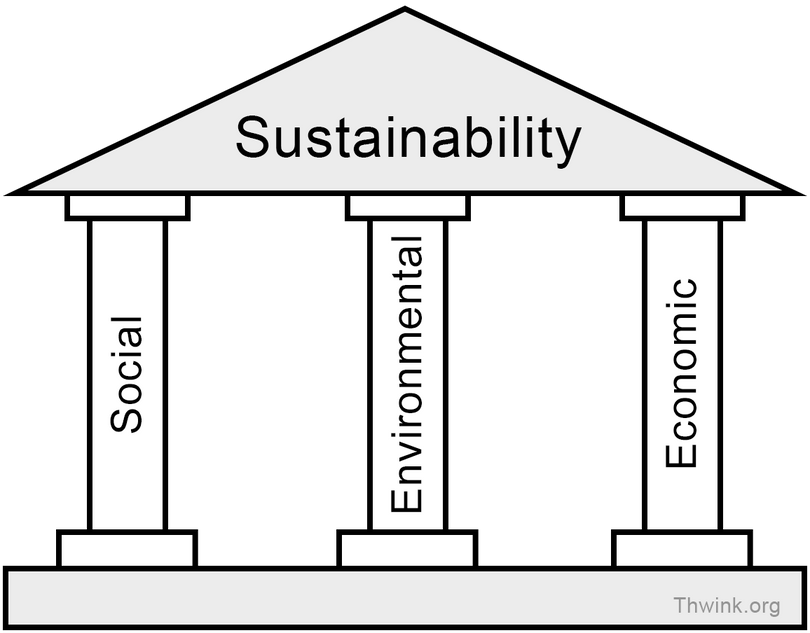 Sustainability
Social
Environmental
Economic
Thwink.org